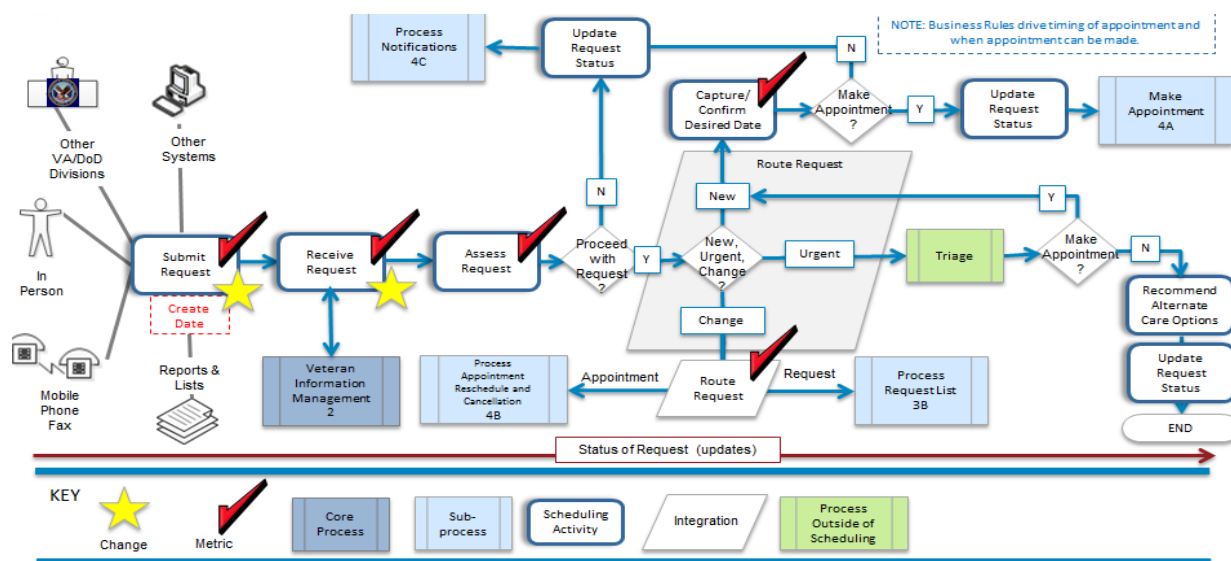 NOTE: Business Rules drive timing of appointment and
when appointment can be made.
Process
Notifications
4C
Update
Request
Status
N
Capture/
Confirm
Desired Date
Make
Appointment
?
Y
Update
Request
Status
Make
Appointment
4A
Other
VA/DoD
Divisions
Other
Systems
Route Request
In
Person
Mobile
Phone
Fax
Submit
Request
Create
Date
Reports &
Lists
Receive
Request
Veteran
Information
Management
2
Assess
Request
Proceed
with
Request
?
N
Y
New,
Urgent,
Change
?
New
Urgent
Change
Triage
Make
Appointment?
Y
N
Recommend
Alternate
Care Options
Update
Request
Status
END
Process
Appointment
Reschedule and
Cancellation
4B
Appointment
Route
Request
Request
Process
Request List
3B
Status of Request (updates)
KEY
Change
Metric
Core
Process
Sub-
process
Scheduling
Activity
Integration
Process
Outside of
Scheduling